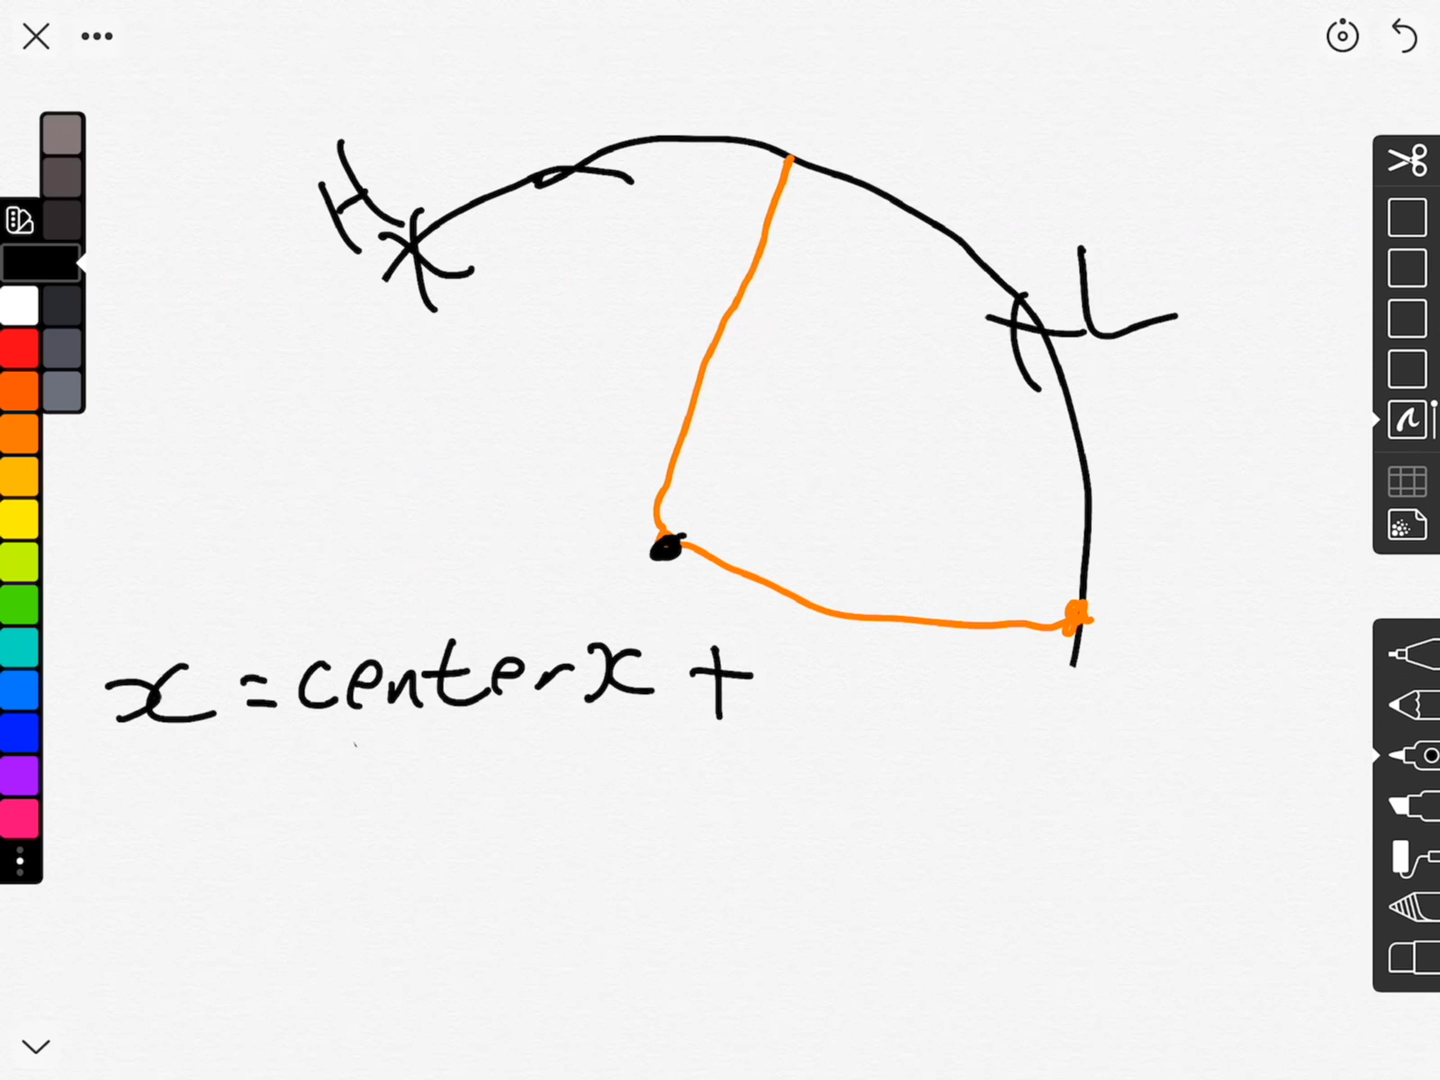 H
L
x = centerx +